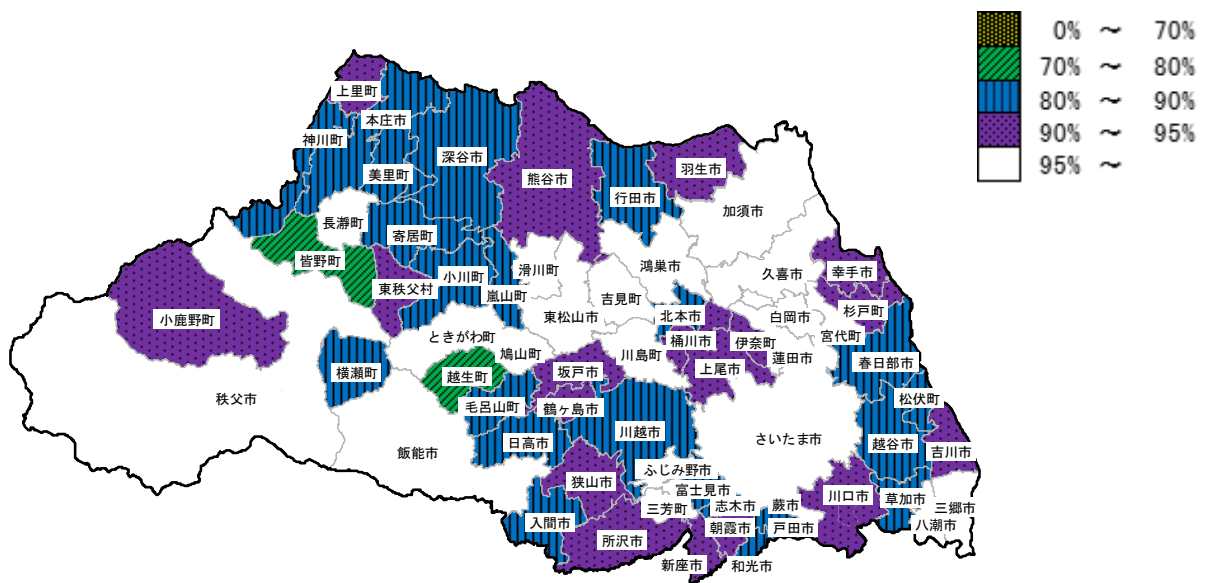 0% ～ 70%
70% ～ 80%
80% ～ 90%
90% ～ 95%
95% ～
上里町
本庄市
神川町
深谷市
美里町
熊谷市
羽生市
行田市
加須市
長瀞町
寄居町
皆野町
小川町
滑川町
鴻巣市
久喜市
幸手市
東秩父村
嵐山町
吉見町
小鹿野町
東松山市
北本市
白岡市
杉戸町
ときがわ町
桶川市
伊奈町
宮代町
鳩山町
川島町
蓮田市
春日部市
横瀬町
越生町
坂戸市
上尾市
秩父市
毛呂山町
鶴ヶ島市
松伏町
川越市
さいたま市
飯能市
日高市
越谷市
吉川市
ふじみ野市
狭山市
富士見市
川口市
草加市
三芳町
志木市
蕨市
三郷市
入間市
朝霞市
戸田市
八潮市
所沢市
新座市
和光市